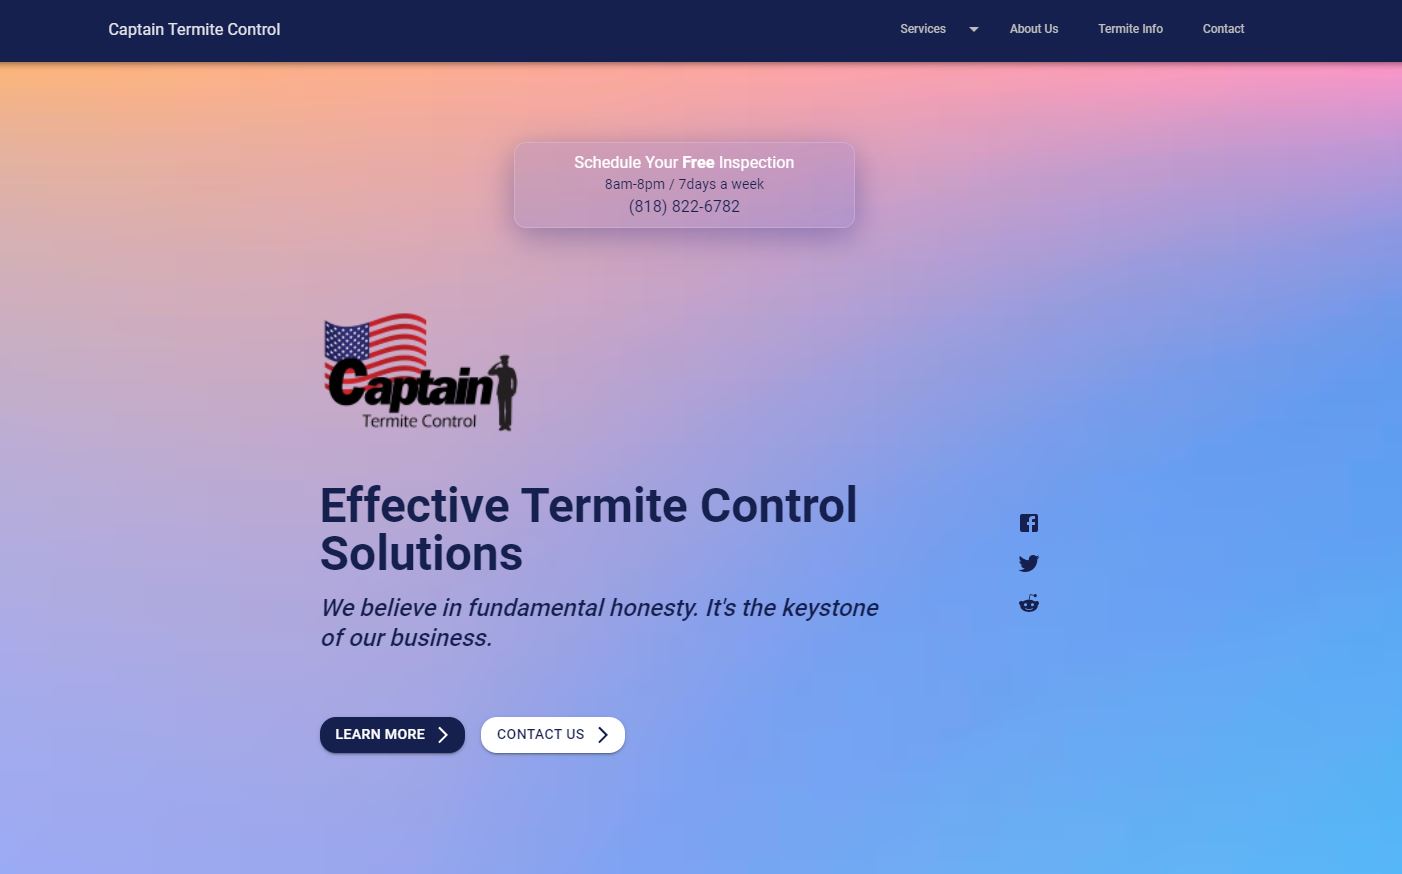 Captain Termite Control
Services
About Us
Termite Info
Contact
Schedule Your Free Inspection
8am-8pm / 7days a week
(818) 822-6782
Captain
Termite Control
Effective Termite Control
Solutions
We believe in fundamental honesty. It's the keystone
of our business.
LEARN MORE
CONTACT US